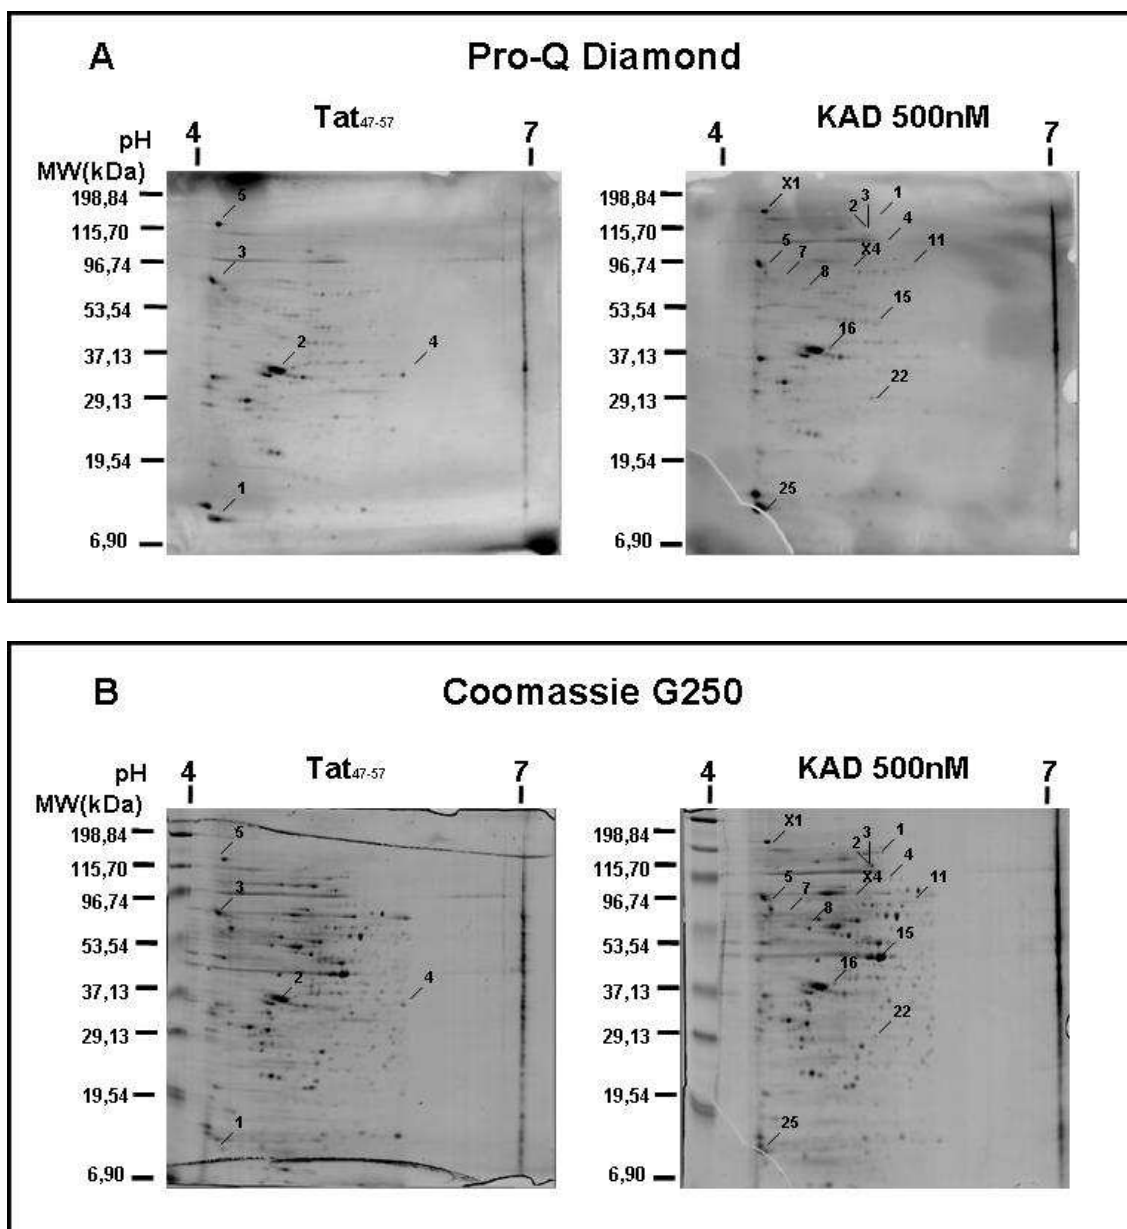 A Pro-Q Diamond
Tat47-57 KAD 500nM
pH 4 7 4 7
MW(kDa)
198,84 5 198,84 X1 3 1
115,70 115,70 2 4
96,74 3 96,74 5 7 8 X4 11
53,54 53,54 15
37,13 2 4 37,13 16
29,13 29,13 22
19,54 19,54
1 25
6,90 6,90
B Coomassie G250
Tat47-57 KAD 500nM
pH 4 7 4 7
MW(kDa)
198,84 5 198,84 X1 3 1
115,70 115,70 2 4
96,74 3 96,74 5 7 8 X4 11
53,54 53,54 15
37,13 2 4 37,13 16
29,13 29,13 22
19,54 19,54
1 25
6,90 6,90